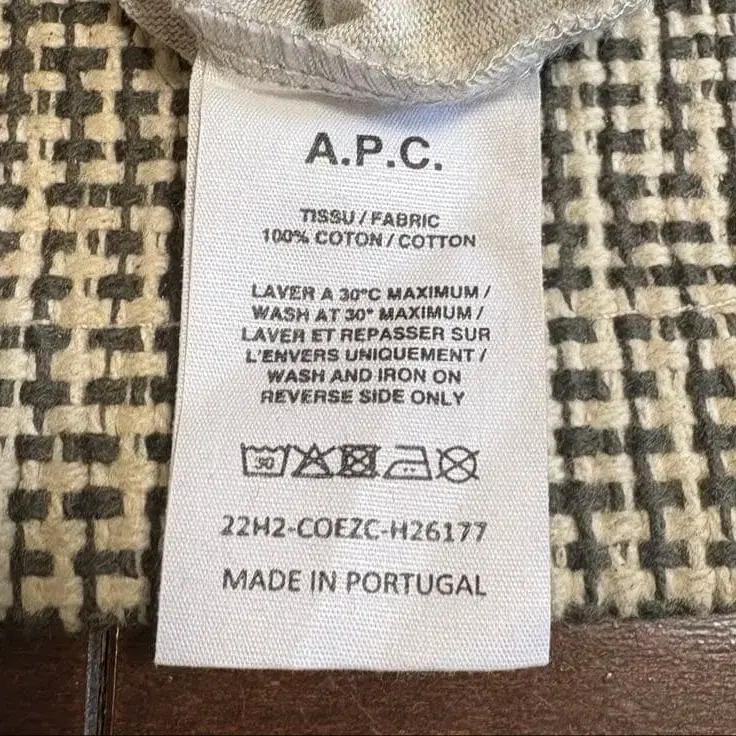 A.P.C.
TISSU / FABRIC
100% COTON / COTTON
LAVER A 30°C MAXIMUM /
WASH AT 30° MAXIMUM /
LAVER ET REPASSER SUR
L'ENVERS UNIQUEMENT /
WASH AND IRON ON
REVERSE SIDE ONLY
30
22H2-COEZC-H26177
MADE IN PORTUGAL